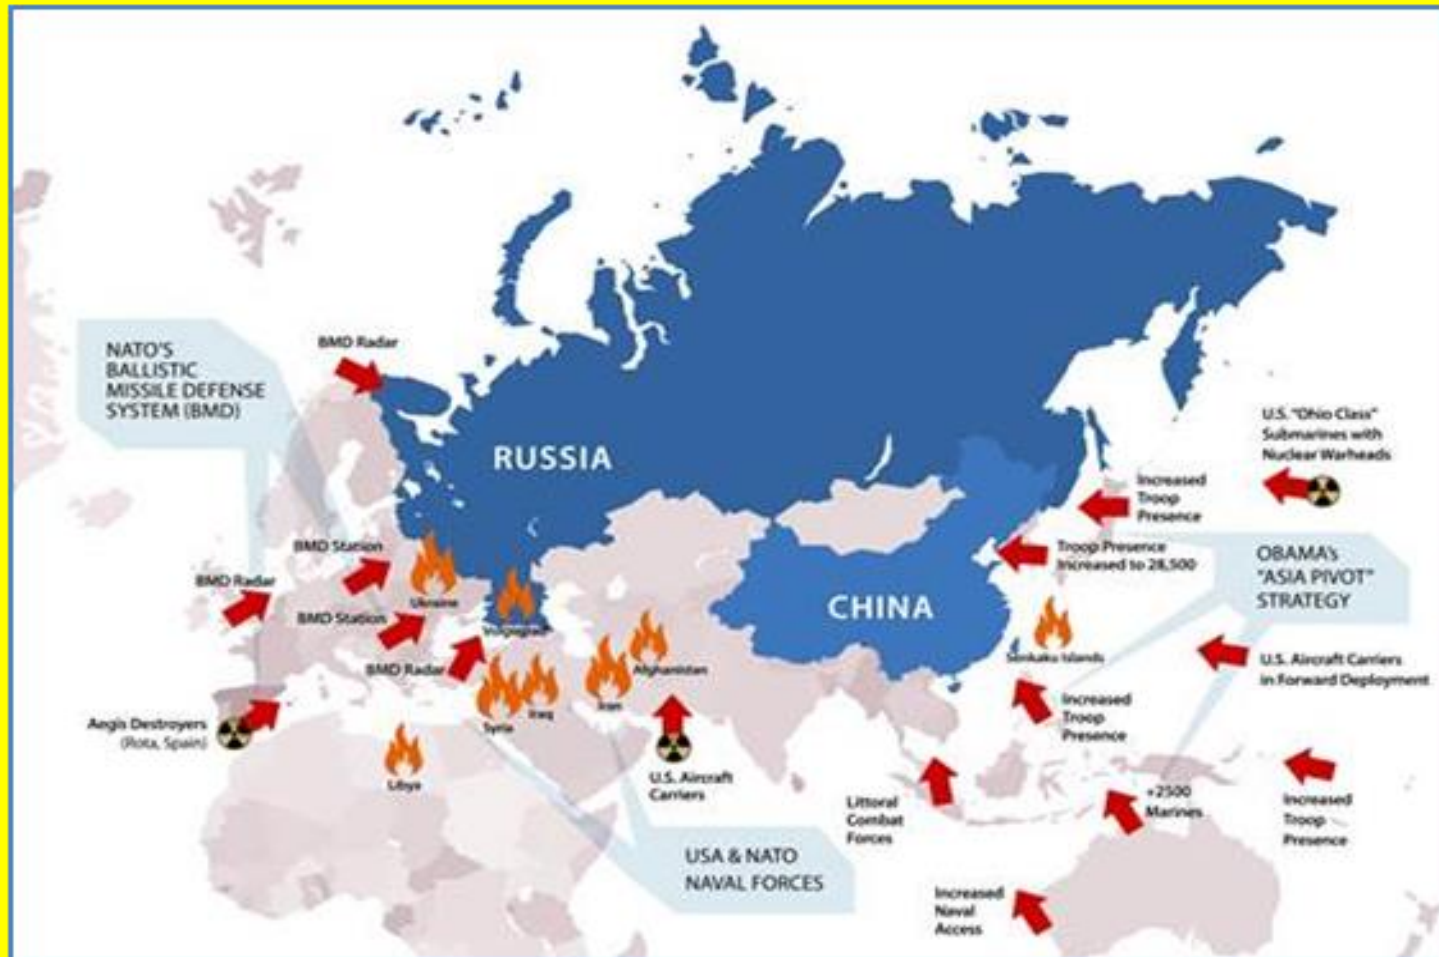 NATO'S
BALLISTIC
MISSILE DEFENSE
SYSTEM (BMD)
BMD Radar
RUSSIA
U.S. "Ohio Class"
Submarines with
Nuclear Warheads
Increased
Troop
Presence
BMD Station
Troop Presence
Increased to 28,500
OBAMA's
"ASIA PIVOT"
STRATEGY
BMD Radar
Ukraine
CHINA
BMD Station
Volgograd
BMD Radar
Afghanistan
Senkaku Islands
U.S. Aircraft Carriers
in Forward Deployment
Aegis Destroyers
(Rota, Spain)
Syria
Iraq
Iran
Increased
Troop
Presence
Libya
U.S. Aircraft
Carriers
Littoral
Combat
Forces
+2500
Marines
Increased
Troop
Presence
USA & NATO
NAVAL FORCES
Increased
Naval
Access